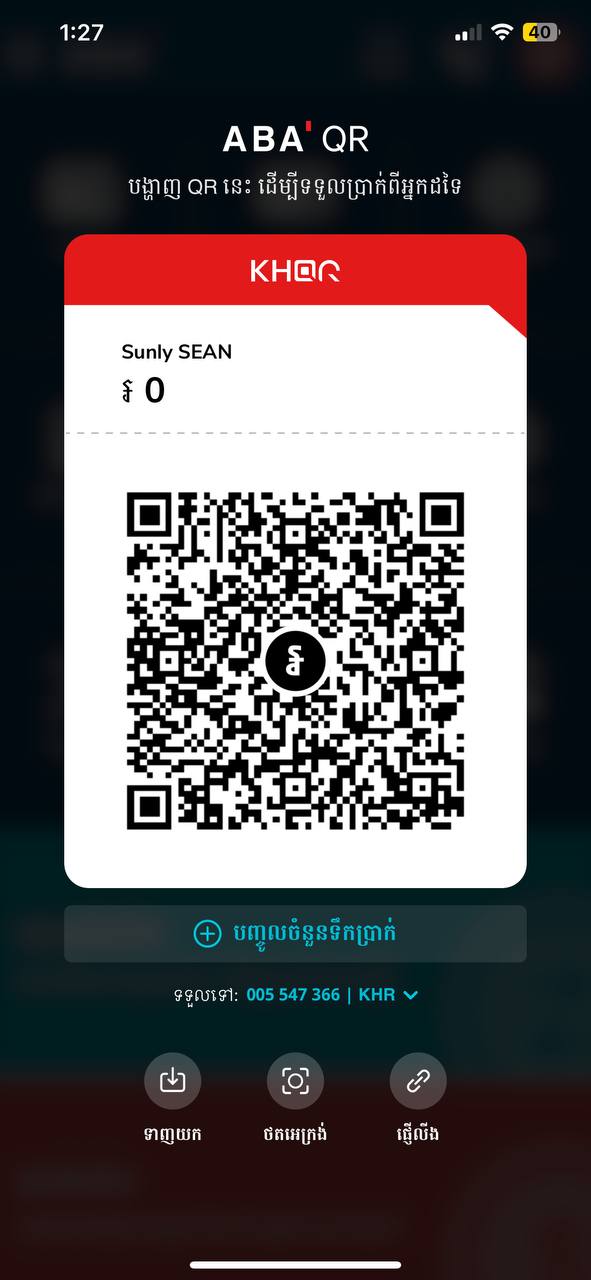 1:27
40
ABA' QR
បង្ហាញ QR នេះ ដើម្បីទទួលប្រាក់ពីអ្នកដទៃ
KHQR
Sunly SEAN
៛ 0
៛
បញ្ចូលចំនួនទឹកប្រាក់
ទទួលទៅ: 005 547 366 | KHR
ទាញយក ថតអេក្រង់ ផ្ញើលីង